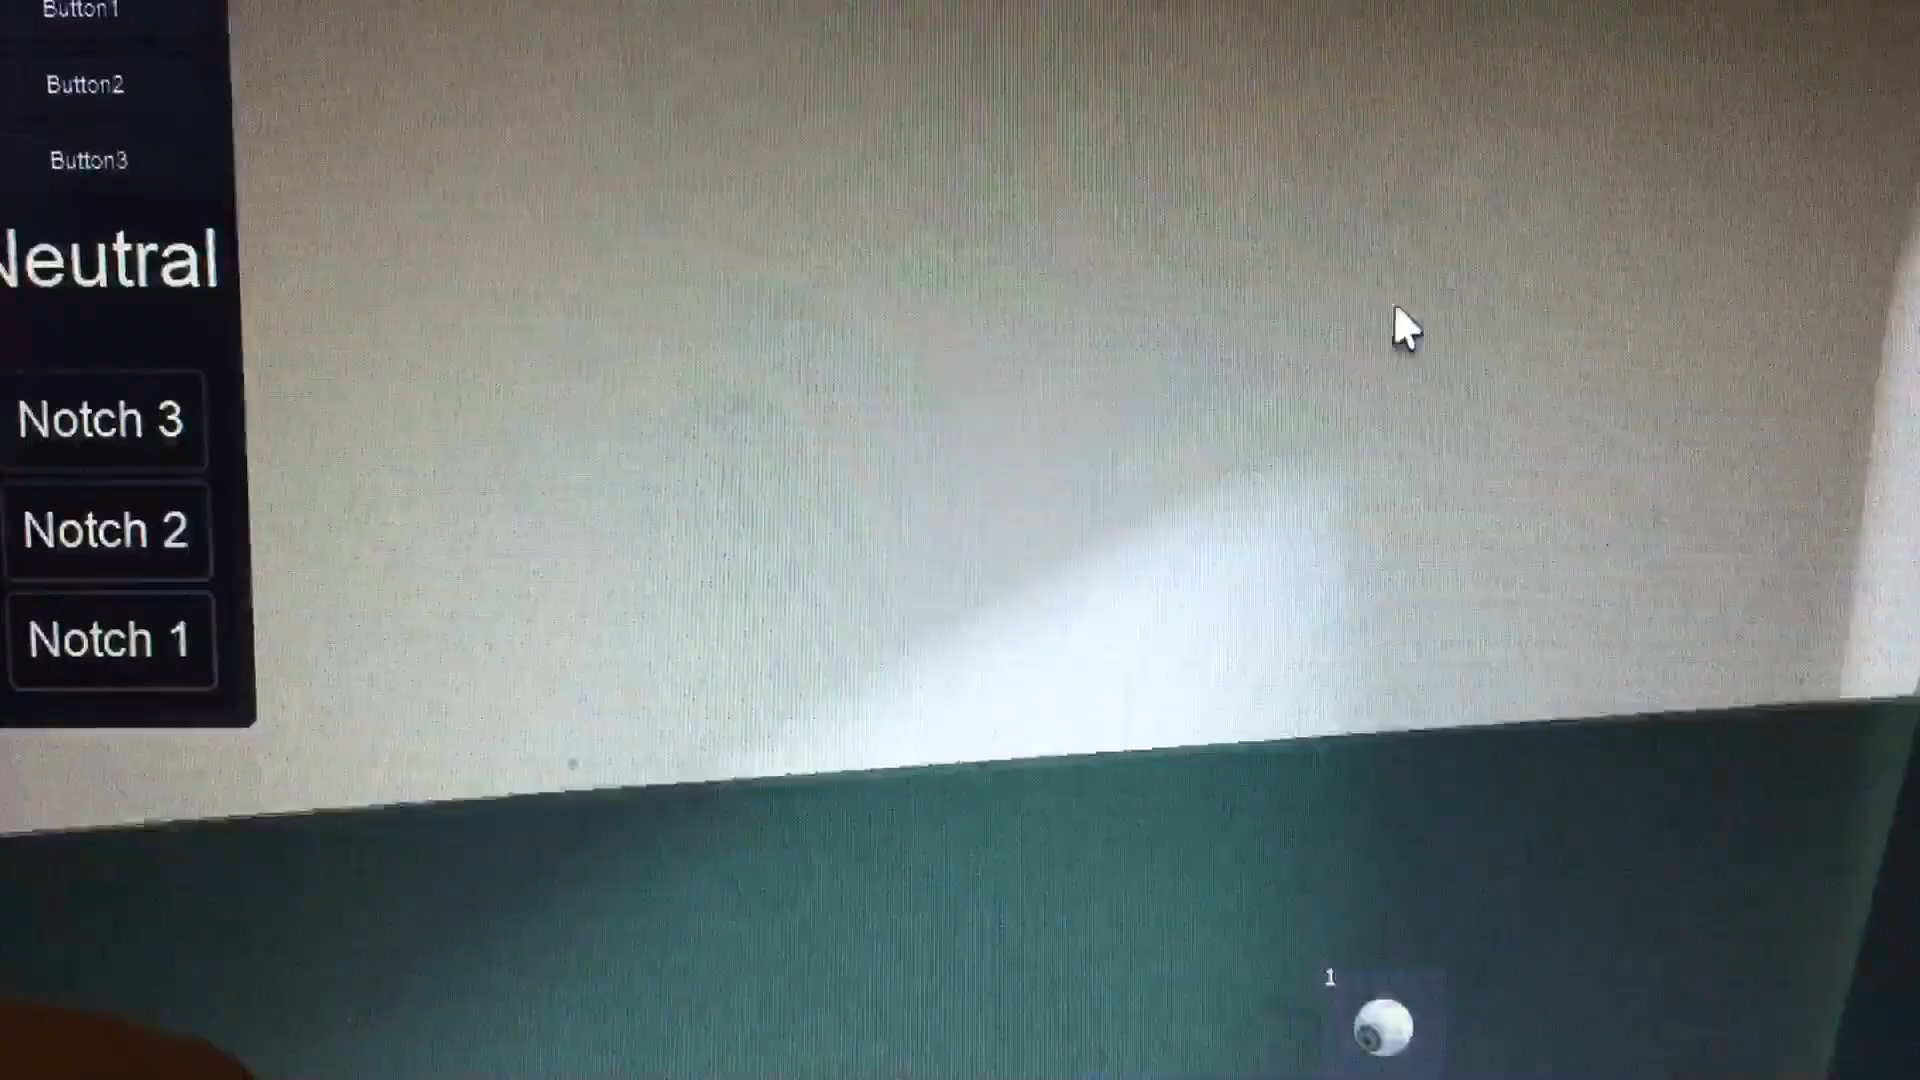 Button1
Button2
Button3
Neutral
Notch 3
Notch 2
Notch 1
1